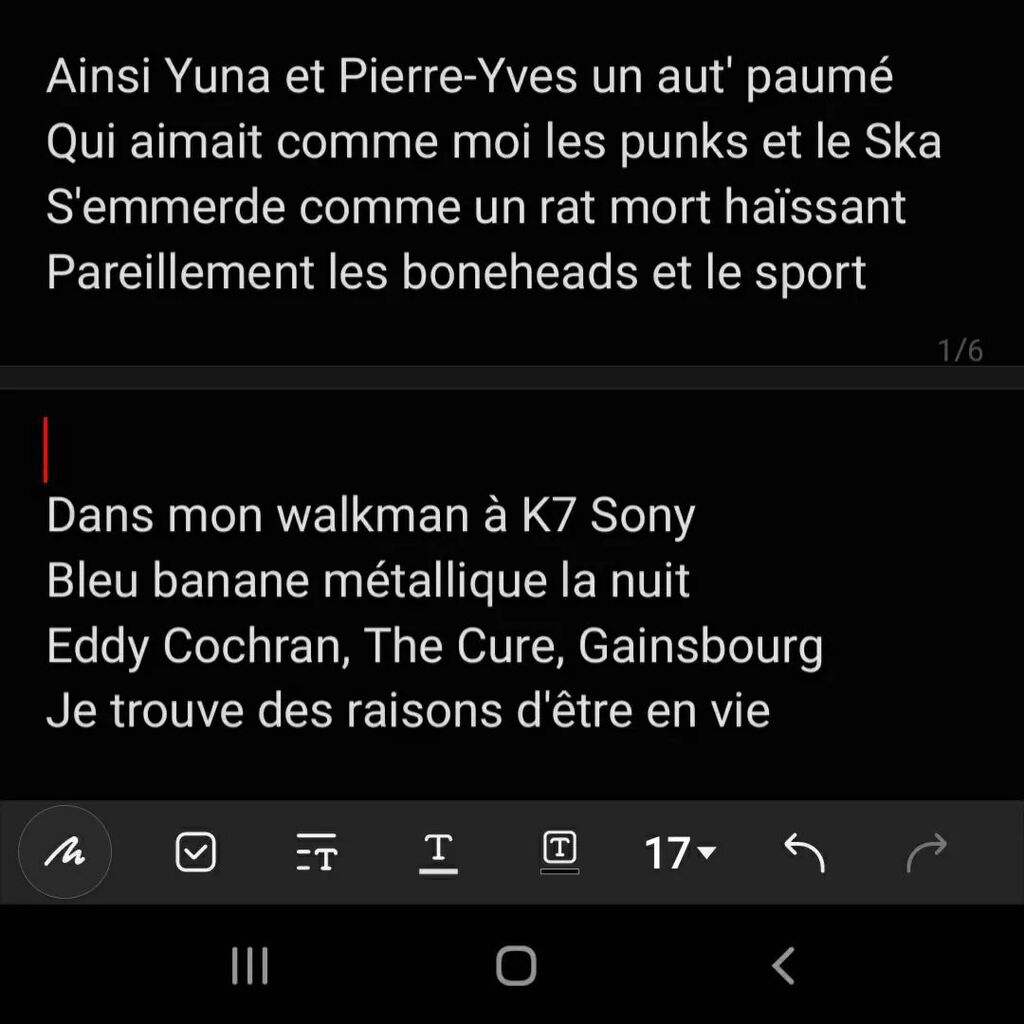 Ainsi Yuna et Pierre-Yves un aut' paumé
Qui aimait comme moi les punks et le Ska
S'emmerde comme un rat mort haïssant
Pareillement les boneheads et le sport
1/6
Dans mon walkman à K7 Sony
Bleu banane métallique la nuit
Eddy Cochran, The Cure, Gainsbourg
Je trouve des raisons d'être en vie
T T T 17